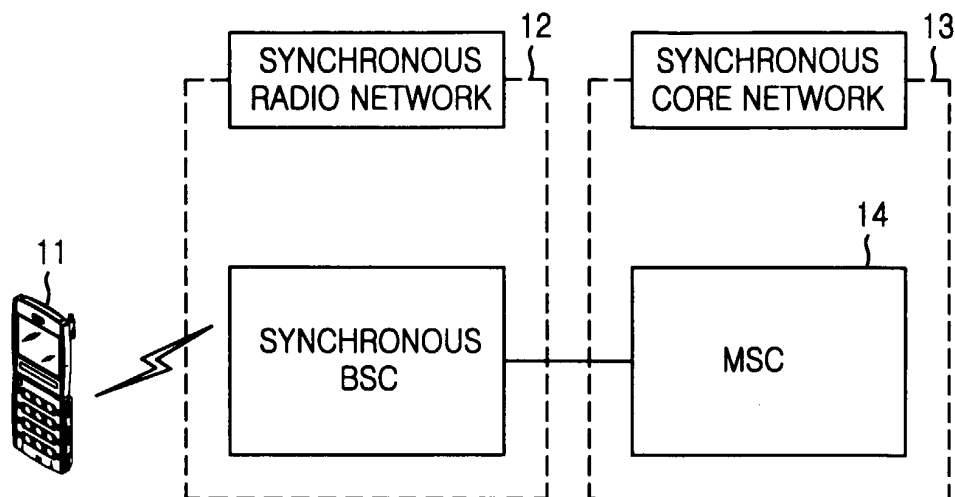 12
13
SYNCHRONOUS
RADIO NETWORK
SYNCHRONOUS
CORE NETWORK
14
11
SYNCHRONOUS
BSC
MSC